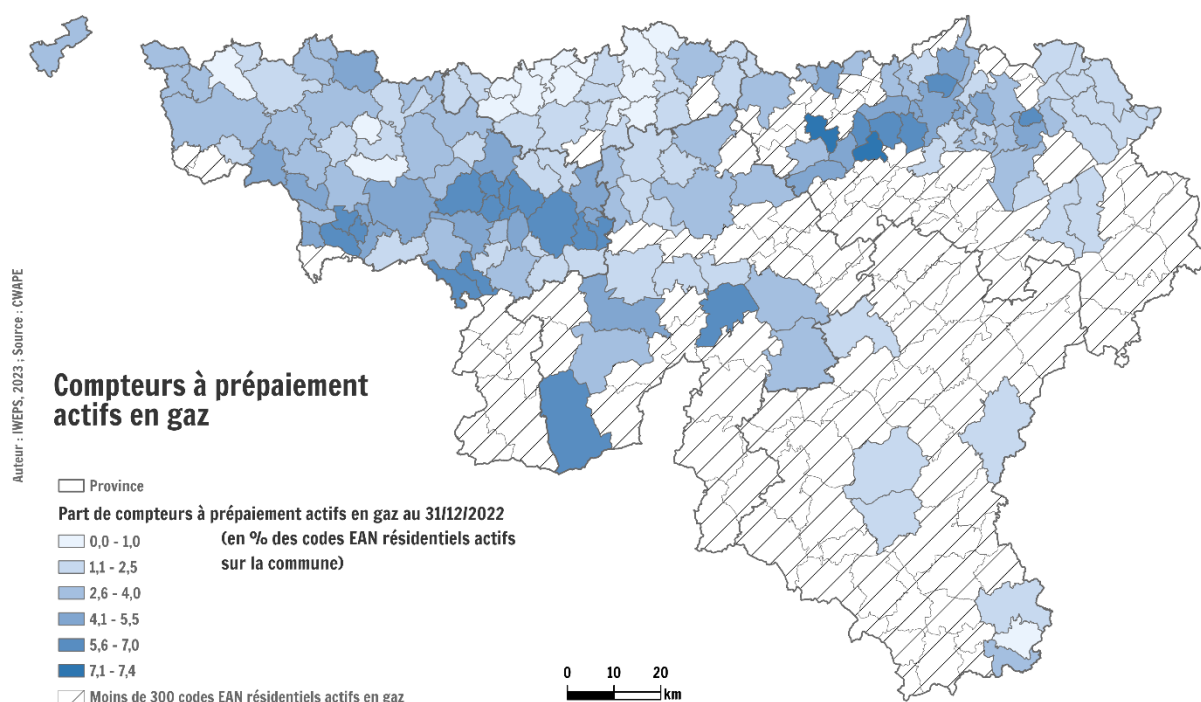 Auteur : IWEPS, 2023 ; Source : CWAPE
Compteurs à prépaiement
actifs en gaz
Province
Part de compteurs à prépaiement actifs en gaz au 31/12/2022
(en % des codes EAN résidentiels actifs
sur la commune)
0,0 - 1,0
1,1 - 2,5
2,6 - 4,0
4,1 - 5,5
5,6 - 7,0
7,1 - 7,4
Moins de 300 codes EAN résidentiels actifs en gaz
0 10 20
km